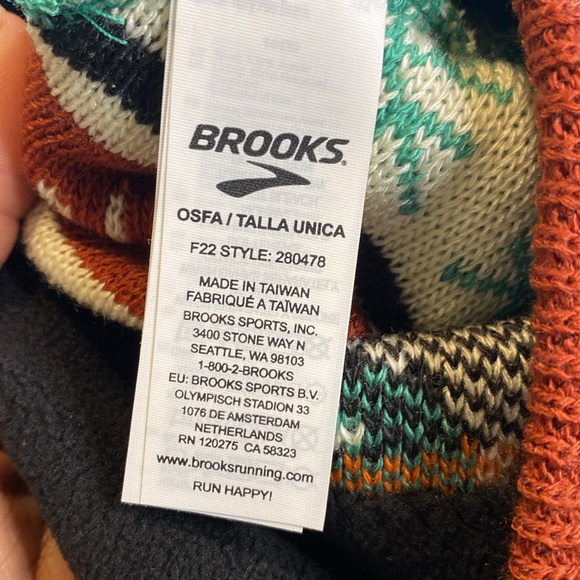 BROOKS®
OSFA / TALLA UNICA
F22 STYLE: 280478
MADE IN TAIWAN
FABRIQUÉ A TAÏWAN
BROOKS SPORTS, INC.
3400 STONE WAY N
SEATTLE, WA 98103
1-800-2-BROOKS
EU: BROOKS SPORTS B.V.
OLYMPISCH STADION 33
1076 DE AMSTERDAM
NETHERLANDS
RN 120275 CA 58323
www.brooksrunning.com
RUN HAPPY!